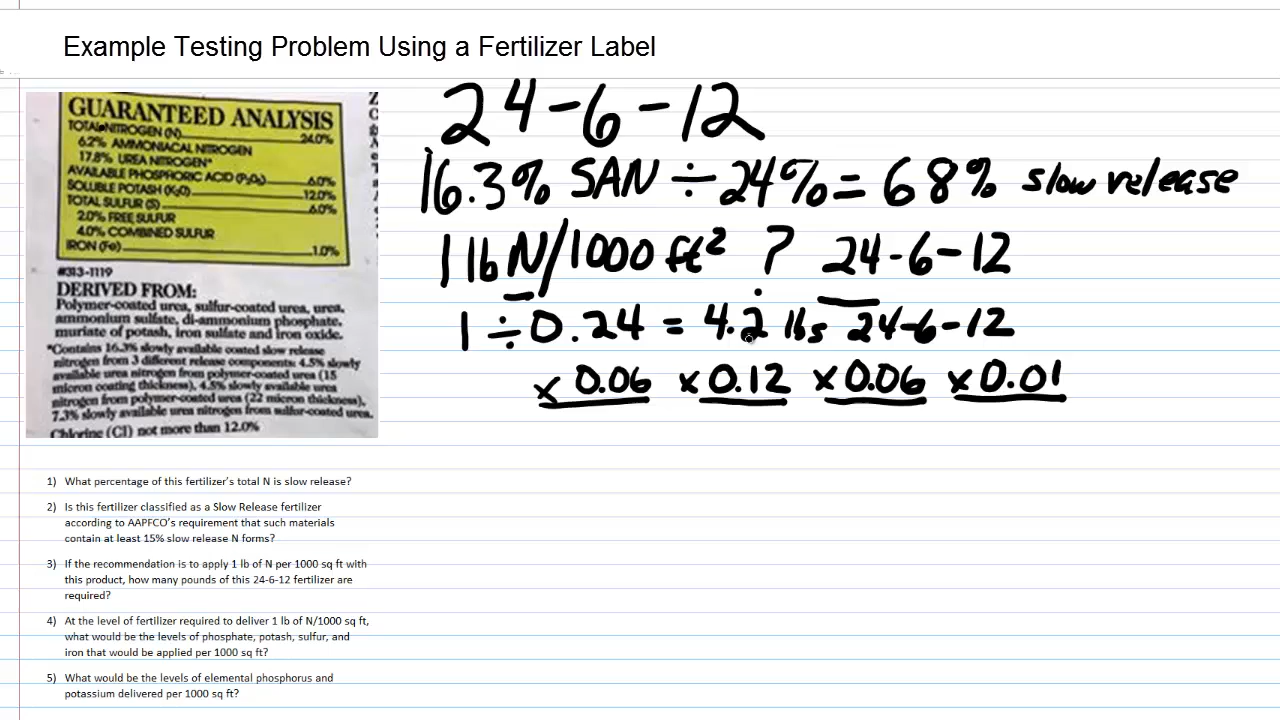 Example Testing Problem Using a Fertilizer Label
GUARANTEED ANALYSIS
TOTAL NITROGEN (N) 24.0%
6.2% AMMONIACAL NITROGEN
17.8% UREA NITROGEN*
AVAILABLE PHOSPHORIC ACID (P₂O₅) 6.0%
SOLUBLE POTASH (K₂O) 12.0%
TOTAL SULFUR (S) 6.0%
2.0% FREE SULFUR
4.0% COMBINED SULFUR
IRON (Fe) 1.0%
#313-1119
DERIVED FROM:
Polymer-coated urea, sulfur-coated urea, urea,
ammonium sulfate, di-ammonium phosphate,
muriate of potash, iron sulfate and iron oxide.
*Contains 16.3% slowly available coated slow release
nitrogen from 3 different release components: 4.5% slowly
available urea nitrogen from polymer-coated urea (15
micron coating thickness), 4.5% slowly available urea
nitrogen from polymer-coated urea (22 micron thickness),
7.3% slowly available urea nitrogen from sulfur-coated urea.
Chlorine (Cl) not more than 12.0%
24-6-12
16.3% SAN ÷ 24% = 68% slow release
1 lb N/1000 ft² ? 24-6-12
1 ÷ 0.24 = 4.2 lbs 24-6-12
x 0.06 x 0.12 x 0.06 x 0.01
1) What percentage of this fertilizer's total N is slow release?
2) Is this fertilizer classified as a Slow Release fertilizer
according to AAPFCO's requirement that such materials
contain at least 15% slow release N forms?
3) If the recommendation is to apply 1 lb of N per 1000 sq ft with
this product, how many pounds of this 24-6-12 fertilizer are
required?
4) At the level of fertilizer required to deliver 1 lb of N/1000 sq ft,
what would be the levels of phosphate, potash, sulfur, and
iron that would be applied per 1000 sq ft?
5) What would be the levels of elemental phosphorus and
potassium delivered per 1000 sq ft?